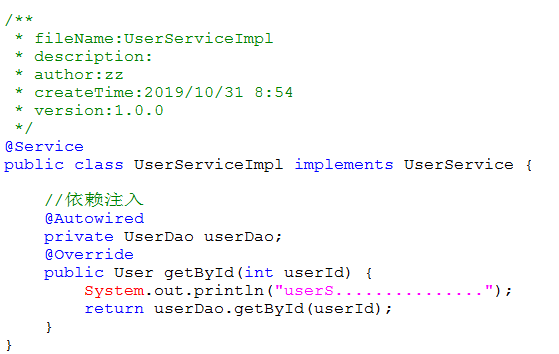 /**
 * fileName:UserServiceImpl
 * description:
 * author:zz
 * createTime:2019/10/31 8:54
 * version:1.0.0
 */
@Service
public class UserServiceImpl implements UserService {
    //依赖注入
    @Autowired
    private UserDao userDao;
    @Override
    public User getById(int userId) {
        System.out.println("userS...............");
        return userDao.getById(userId);
    }
}